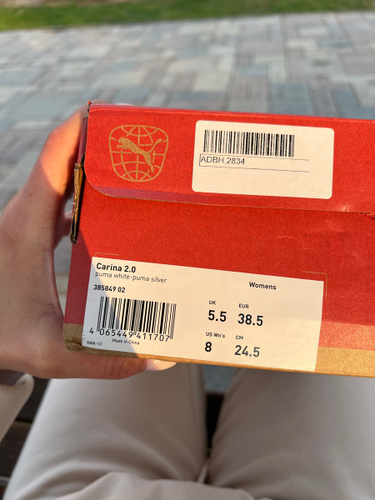 ADBH.2834
Carina 2.0
puma white-puma silver
Womens
385849 02
UK EUR
5.5 38.5
US Wn's CM
8 24.5
4 065449 411707
Made in China